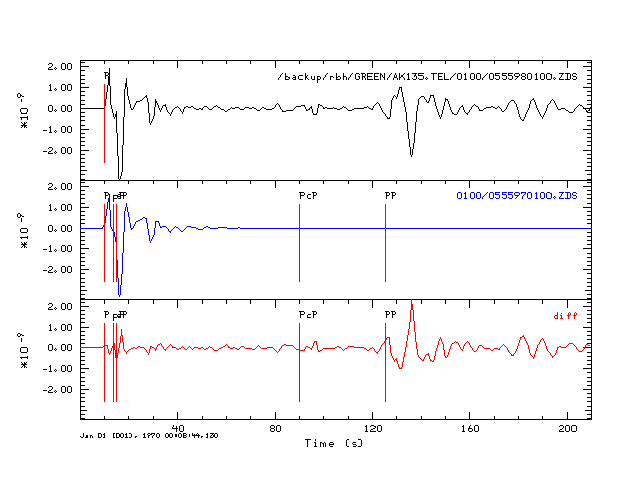 2.00
P
/backup/rbh/GREEN/AK135.TEL/0100/0555980100.ZDS
1.00
0.00
-1.00
-2.00
*10 -9
2.00
P pP PcP PP
0100/0555970100.ZDS
1.00
0.00
-1.00
-2.00
*10 -9
2.00
P pP PcP PP
diff
1.00
0.00
-1.00
-2.00
*10 -9
40 80 120 160 200
Jan 01 (001), 1970 00:08:44.130
Time (s)